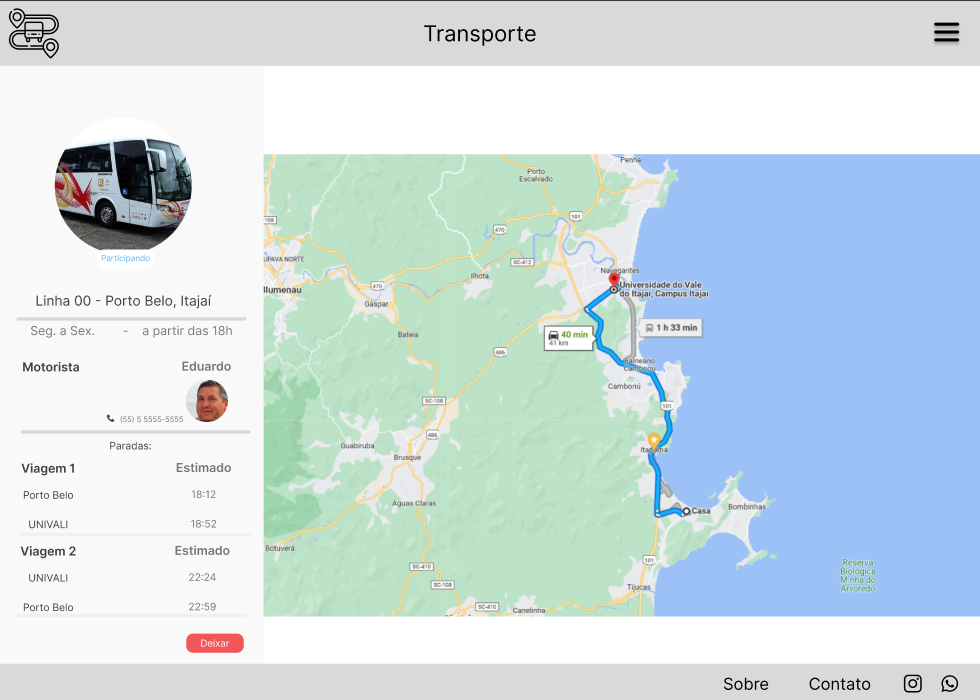 Transporte
Participando
Linha 00 - Porto Belo, Itajaí
Seg. a Sex. - a partir das 18h
Motorista Eduardo
(55) 5 5555-5555
Paradas:
Viagem 1 Estimado
Porto Belo 18:12
UNIVALI 18:52
Viagem 2 Estimado
UNIVALI 22:24
Porto Belo 22:59
Deixar
Penha
Porto
Escalvado
101
108
470
SC-412
UPAVA NORTE
Ilhota
Navegantes
lumenau
470
Gaspar
Universidade do Vale
do Itajaí, Campus Itajaí
1 h 33 min
40 min
41 km
Bateia
486
Balneário
Camboriú
Camboriú
SC-108
101
486
Guabiruba
Itapema
Brusque
Águas Claras
Casa
Bombinhas
Botuverá
101
SC-410
SC-108
Tijucas
Reserva
Biológica
Marinha do
Arvoredo
SC-410
Canelinha
Sobre Contato